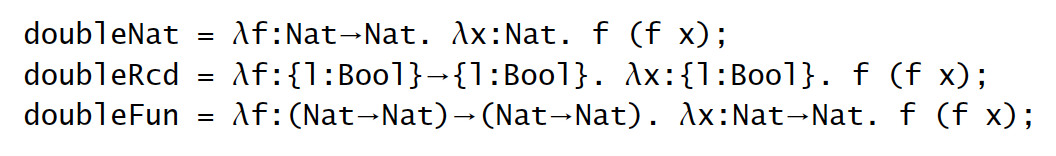 doubleNat = λf:Nat→Nat. λx:Nat. f (f x);
doubleRcd = λf:{l:Bool}→{l:Bool}. λx:{l:Bool}. f (f x);
doubleFun = λf:(Nat→Nat)→(Nat→Nat). λx:Nat→Nat. f (f x);